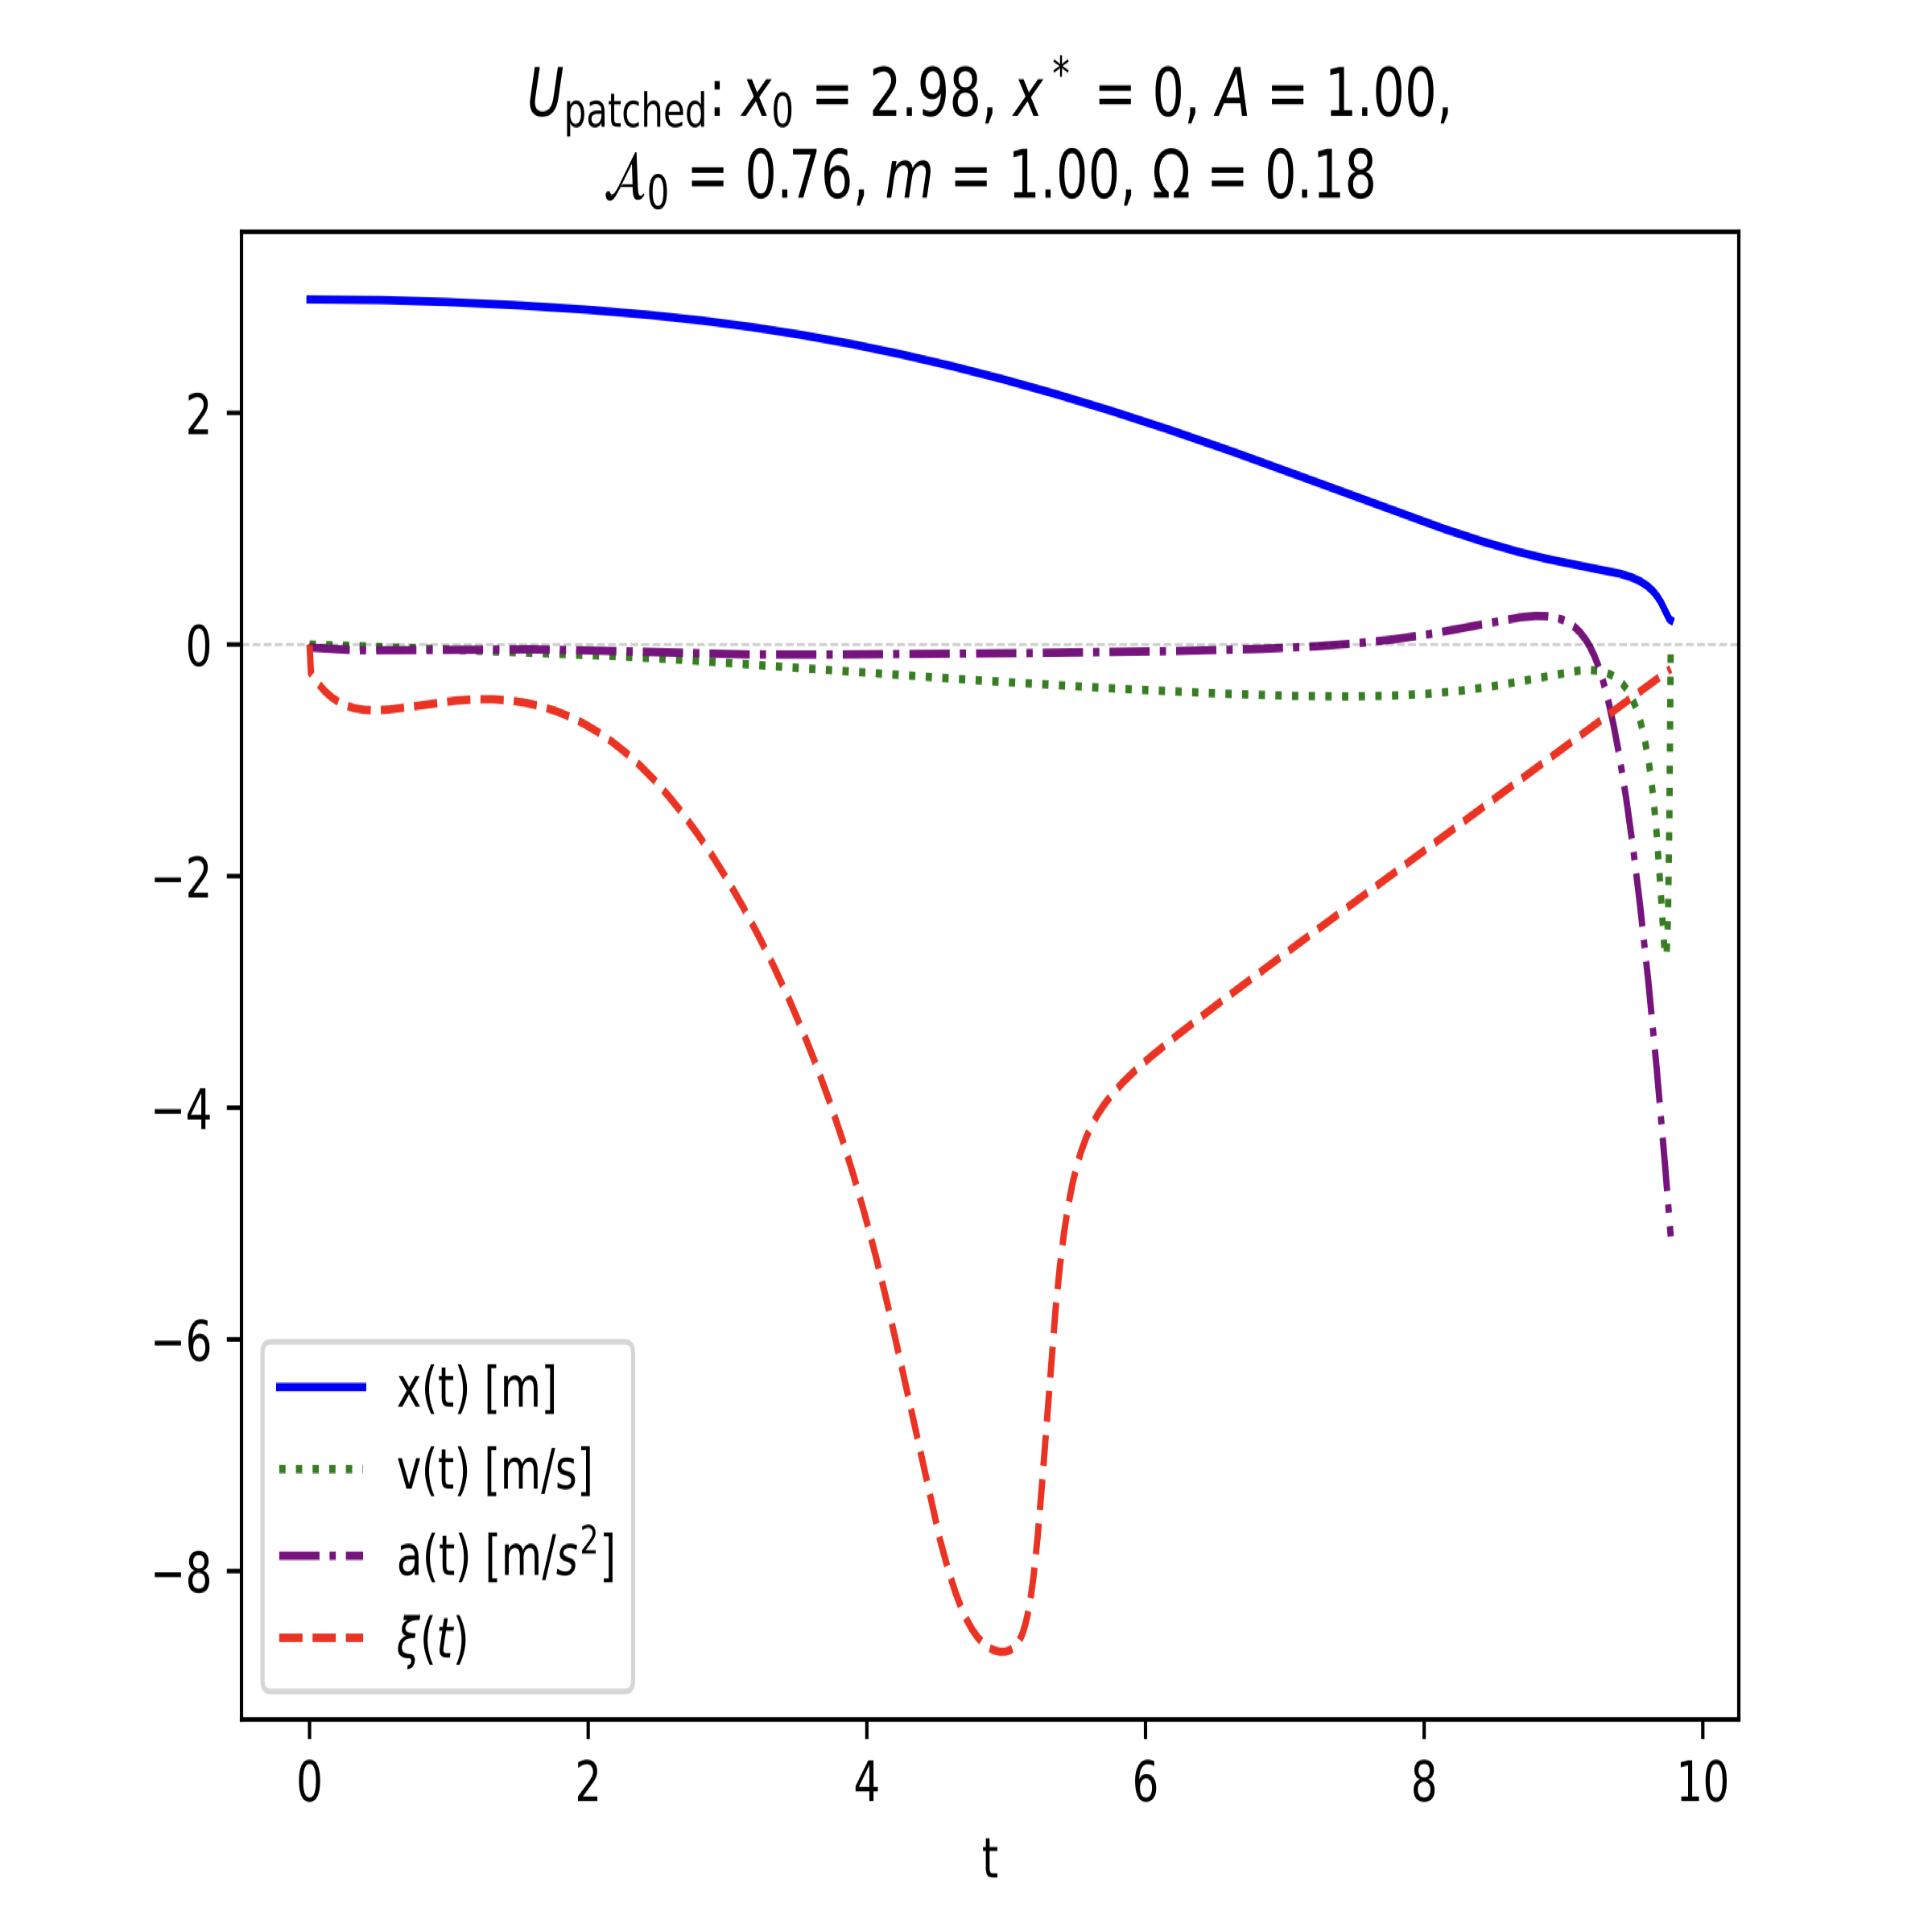 U_patched: x₀ = 2.98, x* = 0, A = 1.00,
𝒜₀ = 0.76, m = 1.00, Ω = 0.18
2
0
−2
−4
−6
−8
x(t) [m]
v(t) [m/s]
a(t) [m/s²]
ξ(t)
0 2 4 6 8 10
t